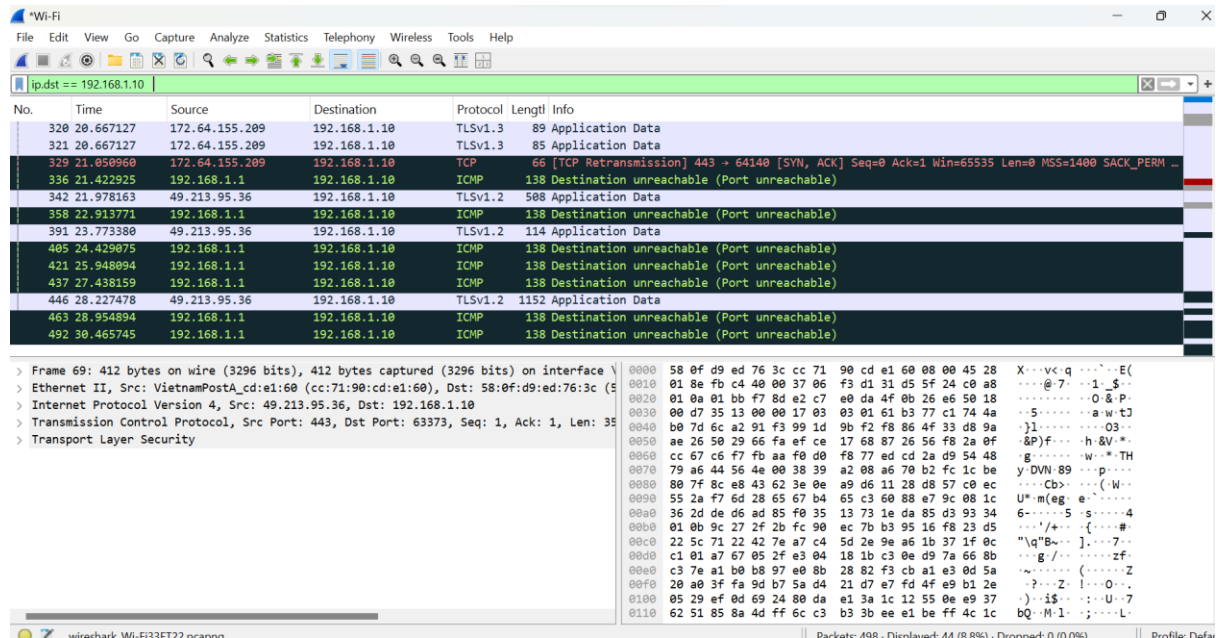 *Wi-Fi
File Edit View Go Capture Analyze Statistics Telephony Wireless Tools Help
ip.dst == 192.168.1.10
No. Time Source Destination Protocol Length Info
320 20.667127 172.64.155.209 192.168.1.10 TLSv1.3 89 Application Data
321 20.667127 172.64.155.209 192.168.1.10 TLSv1.3 85 Application Data
329 21.050960 172.64.155.209 192.168.1.10 TCP 66 [TCP Retransmission] 443 → 64140 [SYN, ACK] Seq=0 Ack=1 Win=65535 Len=0 MSS=1400 SACK_PERM …
336 21.422925 192.168.1.1 192.168.1.10 ICMP 138 Destination unreachable (Port unreachable)
342 21.978163 49.213.95.36 192.168.1.10 TLSv1.2 508 Application Data
358 22.913771 192.168.1.1 192.168.1.10 ICMP 138 Destination unreachable (Port unreachable)
391 23.773380 49.213.95.36 192.168.1.10 TLSv1.2 114 Application Data
405 24.429075 192.168.1.1 192.168.1.10 ICMP 138 Destination unreachable (Port unreachable)
421 25.948094 192.168.1.1 192.168.1.10 ICMP 138 Destination unreachable (Port unreachable)
437 27.438159 192.168.1.1 192.168.1.10 ICMP 138 Destination unreachable (Port unreachable)
446 28.227478 49.213.95.36 192.168.1.10 TLSv1.2 1152 Application Data
463 28.954894 192.168.1.1 192.168.1.10 ICMP 138 Destination unreachable (Port unreachable)
492 30.465745 192.168.1.1 192.168.1.10 ICMP 138 Destination unreachable (Port unreachable)
> Frame 69: 412 bytes on wire (3296 bits), 412 bytes captured (3296 bits) on interface \
> Ethernet II, Src: VietnamPostA_cd:e1:60 (cc:71:90:cd:e1:60), Dst: 58:0f:d9:ed:76:3c (5
> Internet Protocol Version 4, Src: 49.213.95.36, Dst: 192.168.1.10
> Transmission Control Protocol, Src Port: 443, Dst Port: 63373, Seq: 1, Ack: 1, Len: 35
> Transport Layer Security
0000 58 0f d9 ed 76 3c cc 71 90 cd e1 60 08 00 45 28 X···v<·q ···`··E(
0010 01 8e fb c4 40 00 37 06 f3 d1 31 d5 5f 24 c0 a8 ····@·7· ··1·_$··
0020 01 0a 01 bb f7 8d e2 c7 e0 da 4f 0b 26 e6 50 18 ········ ··O·&·P·
0030 00 d7 35 13 00 00 17 03 03 01 61 b3 77 c1 74 4a ··5····· ··a·w·tJ
0040 b0 7d 6c a2 91 f3 99 1d 9b f2 f8 86 4f 33 d8 9a ·}l····· ····O3··
0050 ae 26 50 29 66 fa ef ce 17 68 87 26 56 f8 2a 0f ·&P)f··· ·h·&V·*·
0060 cc 67 c6 f7 fb aa f0 d0 f8 77 ed cd 2a d9 54 48 ·g······ ·w··*·TH
0070 79 a6 44 56 4e 00 38 39 a2 08 a6 70 b2 fc 1c be y·DVN·89 ···p····
0080 80 7f 8c e8 43 62 3e 0e a9 d6 11 28 d8 57 c0 ec ····Cb>· ···(·W··
0090 55 2a f7 6d 28 65 67 b4 65 c3 60 88 e7 9c 08 1c U*·m(eg· e·`·····
00a0 36 2d de d6 ad 85 f0 35 13 73 1e da 85 d3 93 34 6-·····5 ·s·····4
00b0 01 0b 9c 27 2f 2b fc 90 ec 7b b3 95 16 f8 23 d5 ···'/+·· ·{····#·
00c0 22 5c 71 22 42 7e a7 c4 5d 2e 9e a6 1b 37 1f 0c "\q"B~·· ].···7··
00d0 c1 01 a7 67 05 2f e3 04 18 1b c3 0e d9 7a 66 8b ···g·/·· ·····zf·
00e0 c3 7e a1 b0 b8 97 e0 8b 28 82 f3 cb a1 e3 0d 5a ·~······ (······Z
00f0 20 a0 3f fa 9d b7 5a d4 21 d7 e7 fd 4f e9 b1 2e ·?···Z· !···O··.
0100 05 29 ef 0d 69 24 80 da e1 3a 1c 12 55 0e e9 37 ·)··i$·· ·:··U··7
0110 62 51 85 8a 4d ff 6c c3 b3 3b ee e1 be ff 4c 1c bQ··M·l· ·;····L·
wireshark_Wi-Fi33FT22.pcapng Packets: 498 · Displayed: 44 (8.8%) · Dropped: 0 (0.0%) Profile: Defa